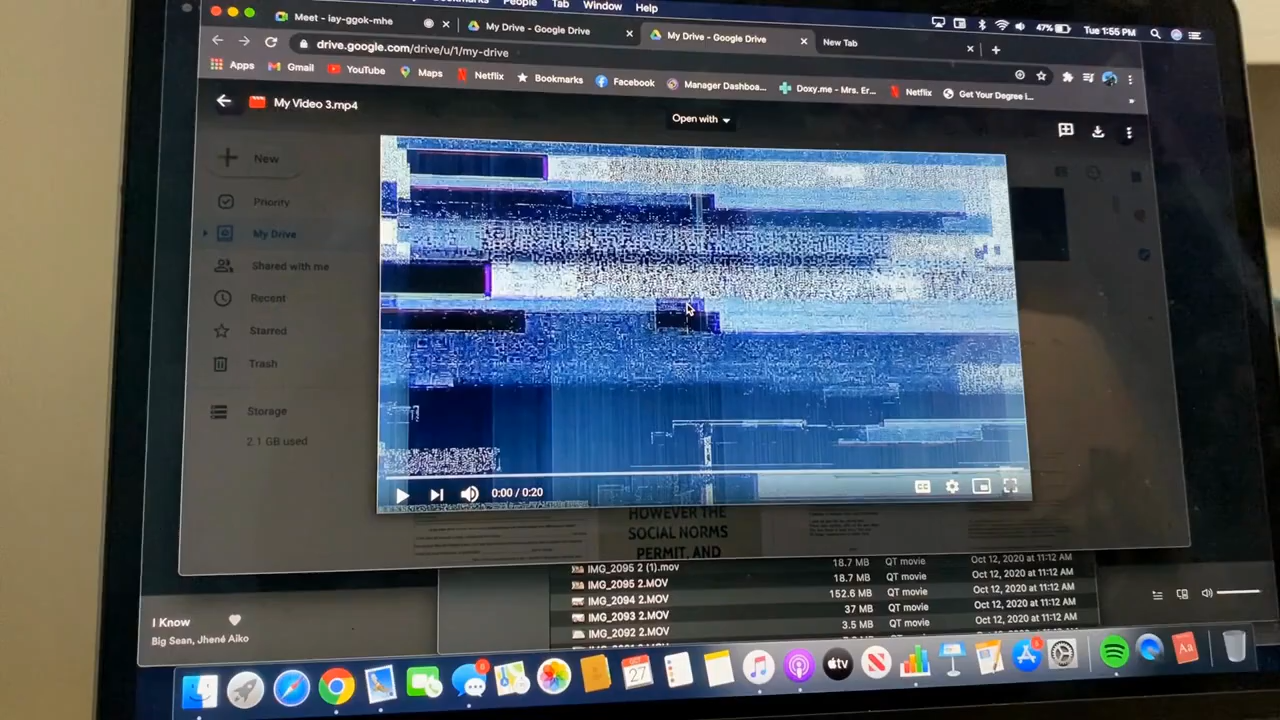 People Tab Window Help
47% Tue 1:55 PM
Meet - iay-ggok-mhe
My Drive - Google Drive
My Drive - Google Drive
New Tab
drive.google.com/drive/u/1/my-drive
Apps Gmail YouTube Maps Netflix Bookmarks Facebook Manager Dashboa... Doxy.me - Mrs. Er... Netflix Get Your Degree i...
My Video 3.mp4
Open with
New
Priority
My Drive
Shared with me
Recent
Starred
Trash
Storage
2.1 GB used
0:00 / 0:20
CC
HOWEVER THE
SOCIAL NORMS
PERMIT, AND
IMG_2095 2 (1).mov 18.7 MB QT movie Oct 12, 2020 at 11:12 AM
IMG_2095 2.MOV 18.7 MB QT movie Oct 12, 2020 at 11:12 AM
IMG_2094 2.MOV 152.6 MB QT movie Oct 12, 2020 at 11:12 AM
IMG_2093 2.MOV 37 MB QT movie Oct 12, 2020 at 11:12 AM
IMG_2092 2.MOV 3.5 MB QT movie Oct 12, 2020 at 11:12 AM
I Know
Big Sean, Jhené Aiko
OCT
27
tv
Aa